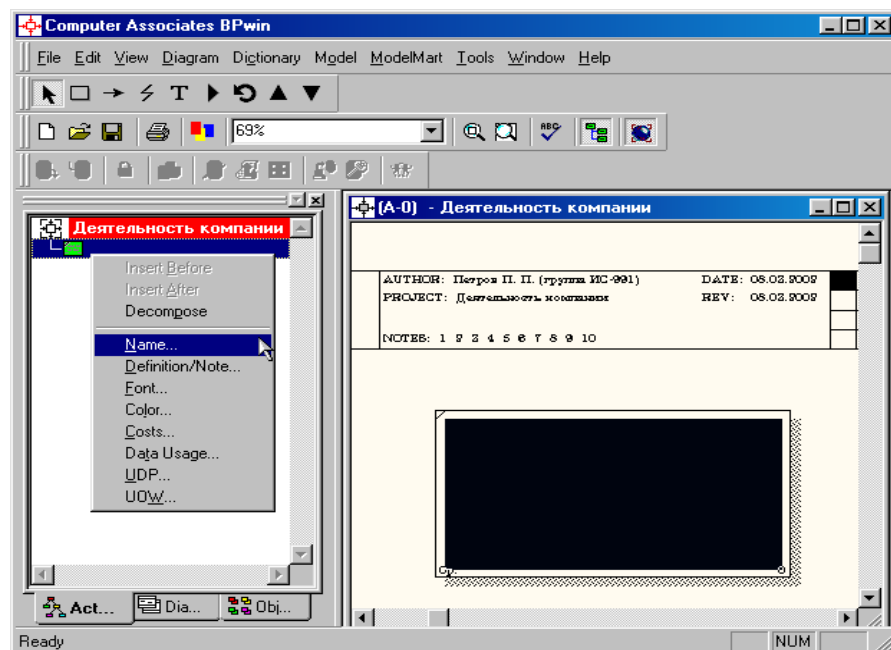 Computer Associates BPwin
File Edit View Diagram Dictionary Model ModelMart Tools Window Help
T
69%
ABC
Деятельность компании
Insert Before
Insert After
Decompose
Name...
Definition/Note...
Font...
Color...
Costs...
Data Usage...
UDP...
UOW...
Act... Dia... Obj...
(A-0) - Деятельность компании
AUTHOR: Петров П. П. (группа ИС-991) DATE: 08.02.2002
PROJECT: Деятельность компании REV: 08.02.2002
NOTES: 1 2 3 4 5 6 7 8 9 10
0р.
0
Ready NUM